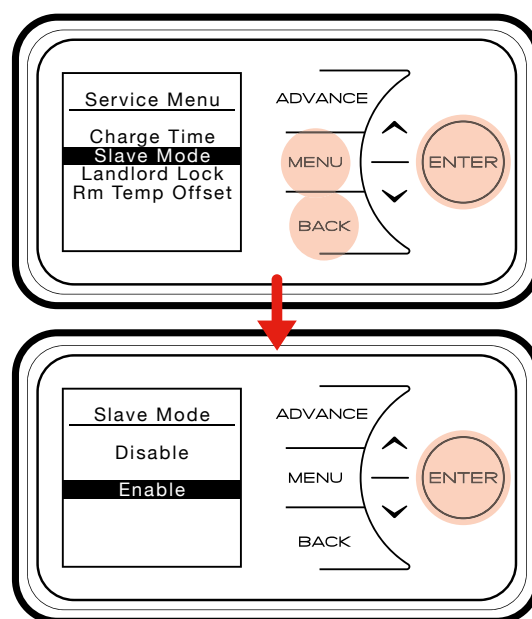 Service Menu
Charge Time
Slave Mode
Landlord Lock
Rm Temp Offset
ADVANCE
MENU
BACK
ENTER
Slave Mode
Disable
Enable
ADVANCE
MENU
BACK
ENTER